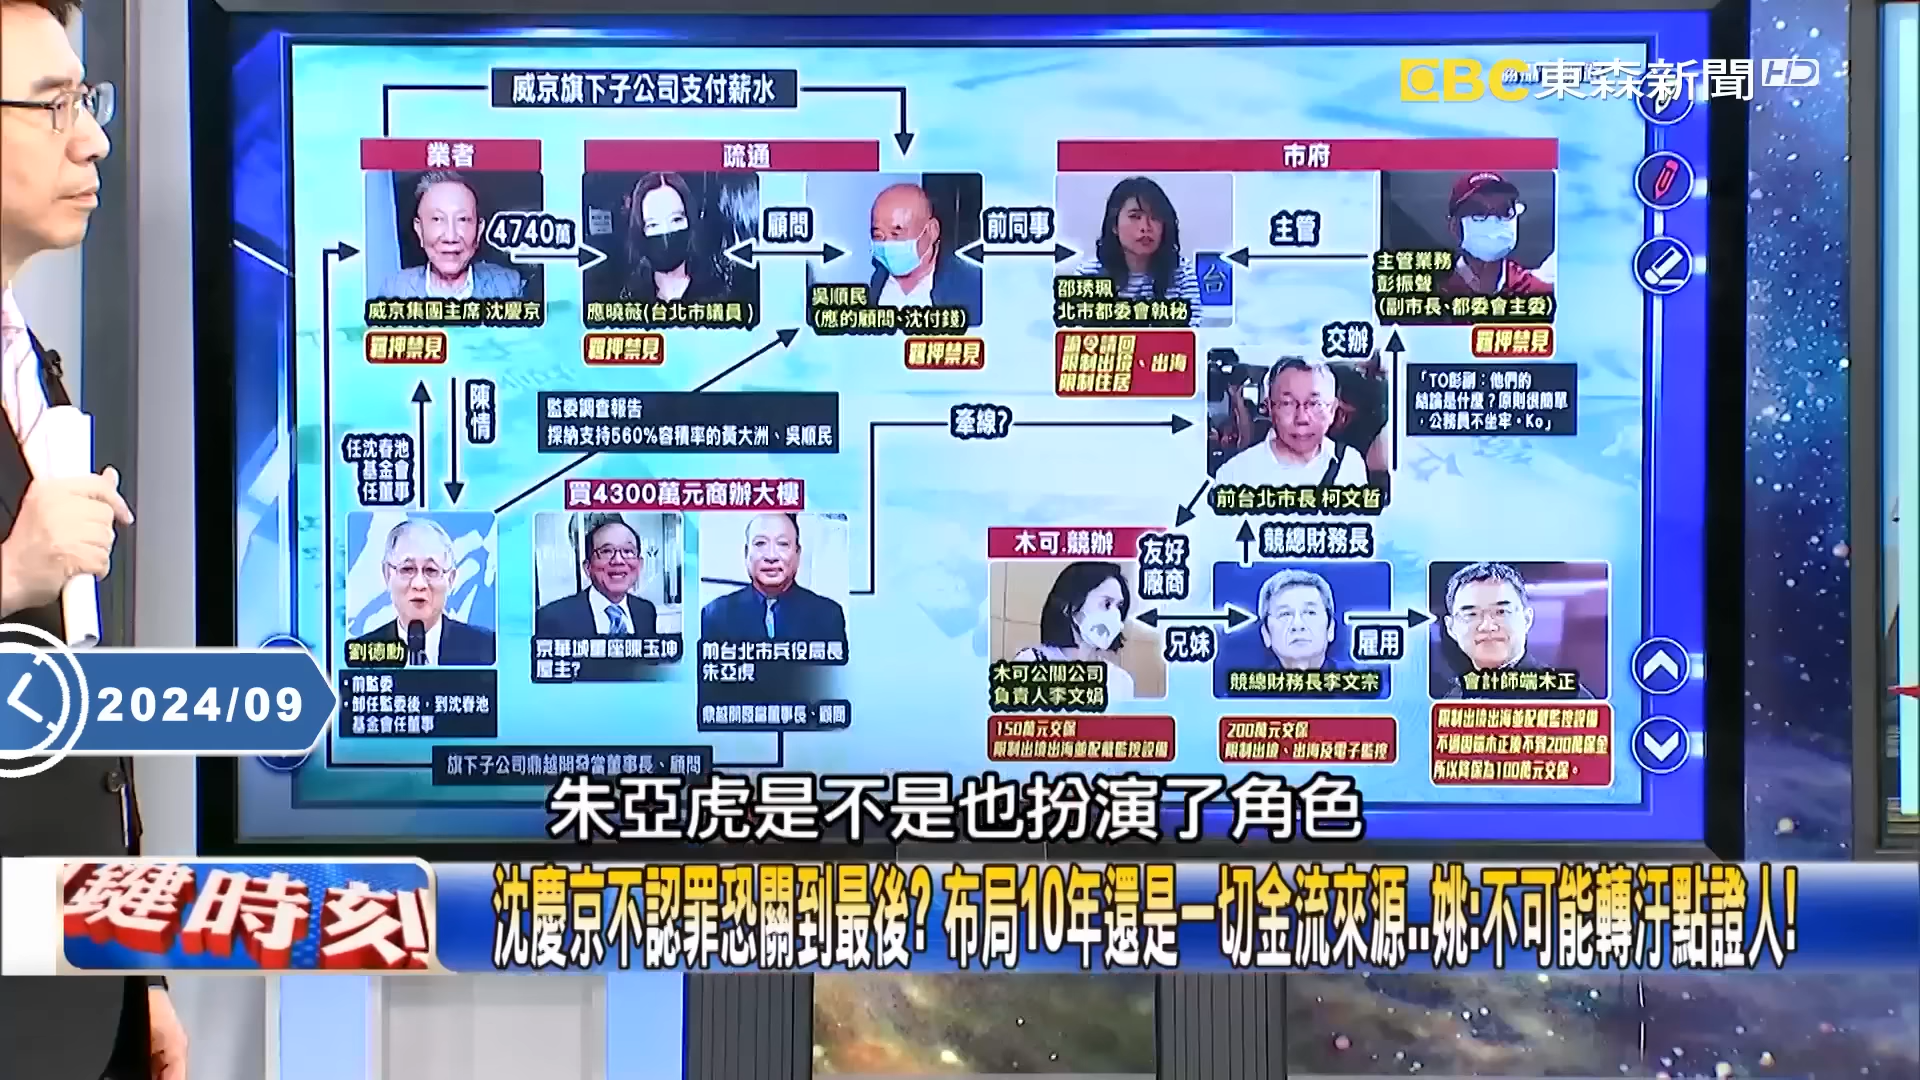 EBC 東森新聞 HD
威京旗下子公司支付薪水
業者
疏通
市府
4740萬
顧問
前同事
主管
台
威京集團主席 沈慶京
應曉薇(台北市議員)
吳順民
(應的顧問、沈付錢)
邵琇珮
北市都委會執秘
主管業務
彭振聲
(副市長、都委會主委)
羈押禁見
羈押禁見
羈押禁見
諭令請回
限制出境、出海
限制住居
交辦
羈押禁見
「TO彭副：他們的
結論是什麼？原則很簡單
，公務員不坐牢。Ko」
陳情
監委調查報告
採納支持560%容積率的黃大洲、吳順民
牽線?
任沈春池
基金會
任董事
買4300萬元商辦大樓
前台北市長 柯文哲
木可.競辦
友好
廠商
競總財務長
兄妹
雇用
劉德勳
·前監委
·卸任監委後，到沈春池
基金會任董事
京華城董座陳玉坤
屋主?
前台北市兵役局長
朱亞虎
鼎越開發當董事長、顧問
木可公關公司
負責人李文娟
競總財務長李文宗
會計師端木正
150萬元交保
限制出境出海並配戴監控設備
200萬元交保
限制出境、出海及電子監控
限制出境出海並配戴監控設備
不過因端木正湊不到200萬保金
所以降保為100萬元交保。
2024/09
旗下子公司鼎越開發當董事長、顧問
朱亞虎是不是也扮演了角色
鍵時刻
沈慶京不認罪恐關到最後? 布局10年還是一切金流來源..姚:不可能轉汙點證人!